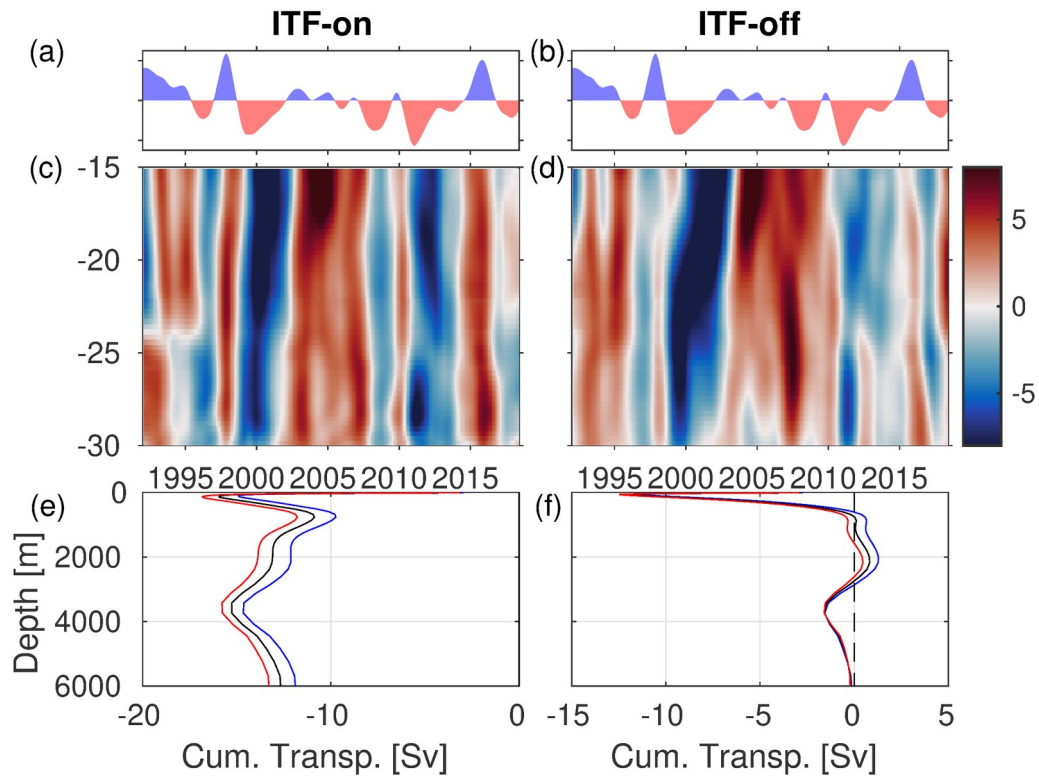 ITF-on ITF-off
(a) (b)
(c) (d)
-15
-20
-25
-30
5
0
-5
1995 2000 2005 2010 2015 1995 2000 2005 2010 2015
(e) (f)
Depth [m]
0
2000
4000
6000
-20 -10 0 -15 -10 -5 0 5
Cum. Transp. [Sv] Cum. Transp. [Sv]